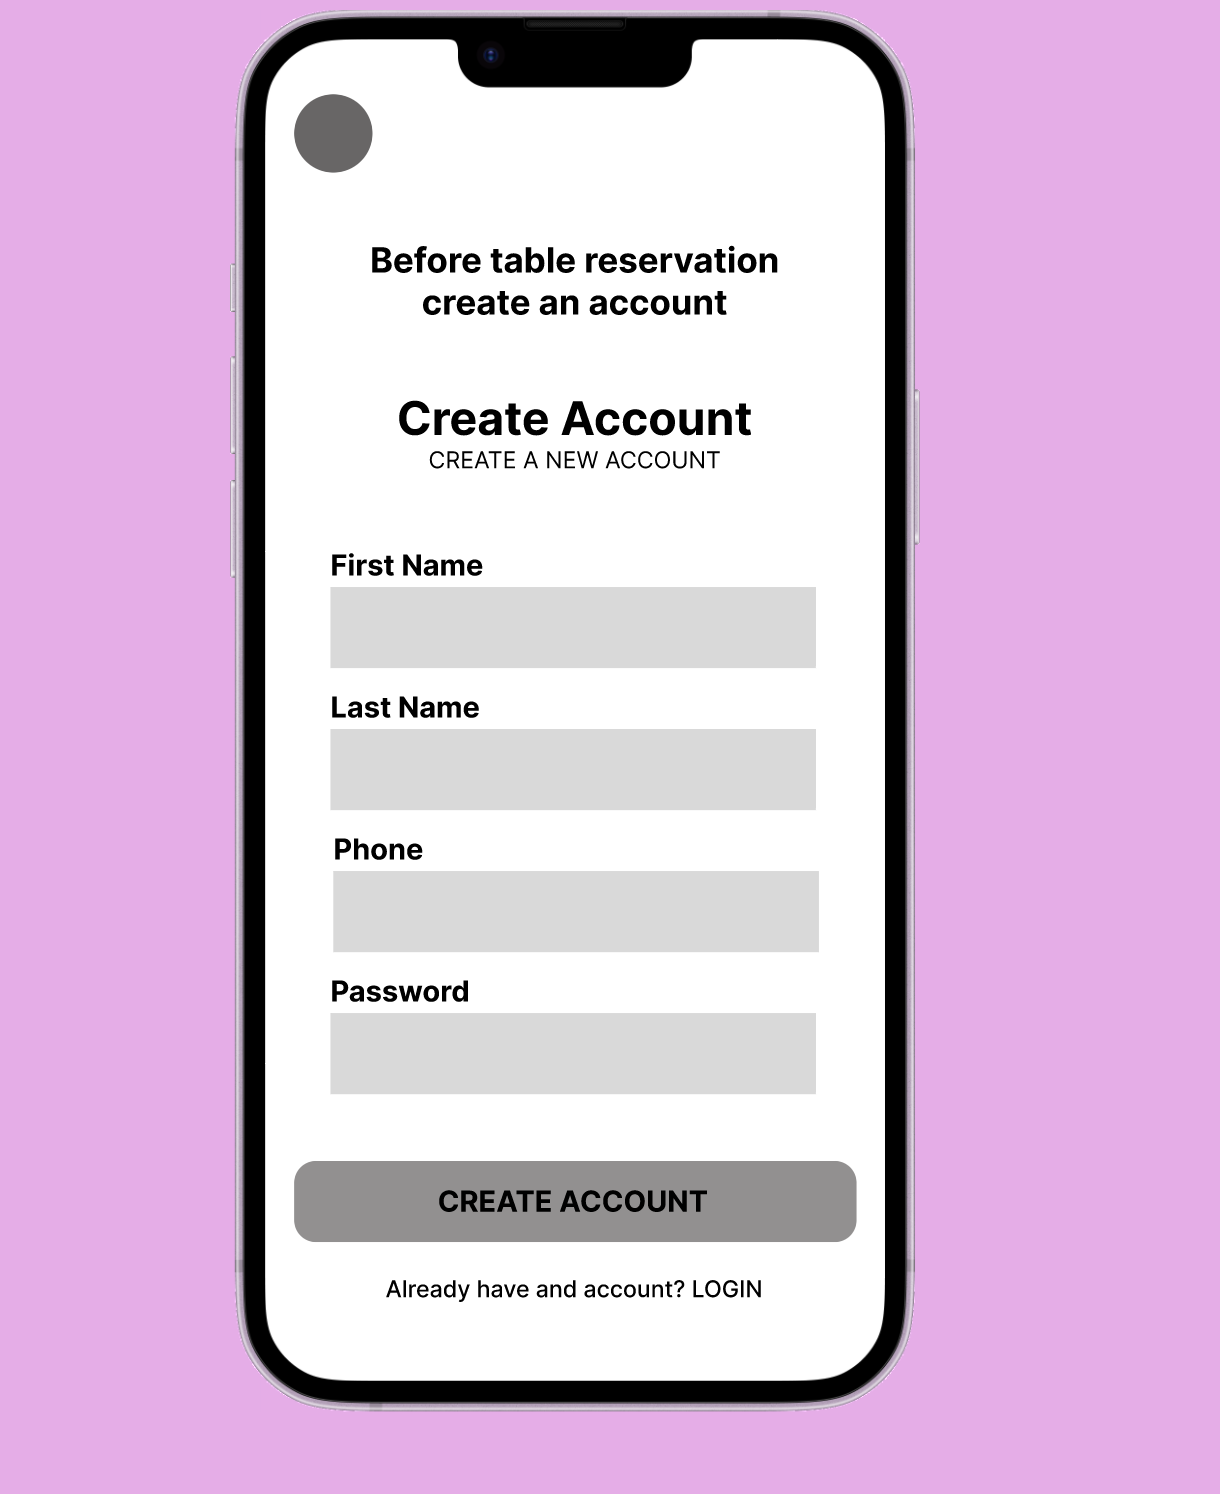 Before table reservation
create an account
Create Account
CREATE A NEW ACCOUNT
First Name
Last Name
Phone
Password
CREATE ACCOUNT
Already have and account? LOGIN